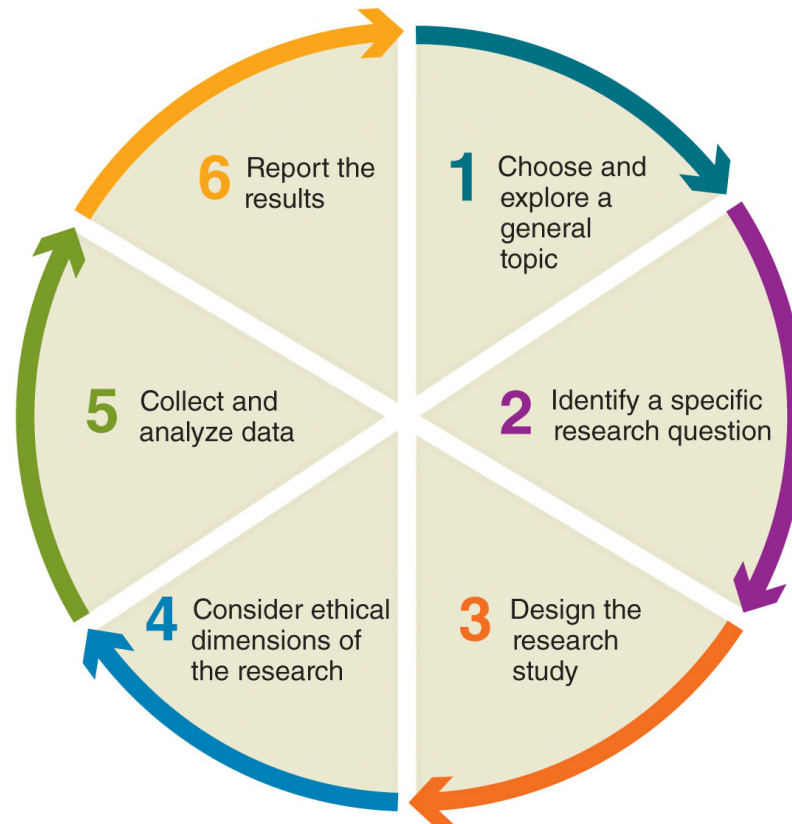 1 Choose and
explore a
general
topic
2 Identify a specific
research question
3 Design the
research
study
4 Consider ethical
dimensions of
the research
5 Collect and
analyze data
6 Report the
results